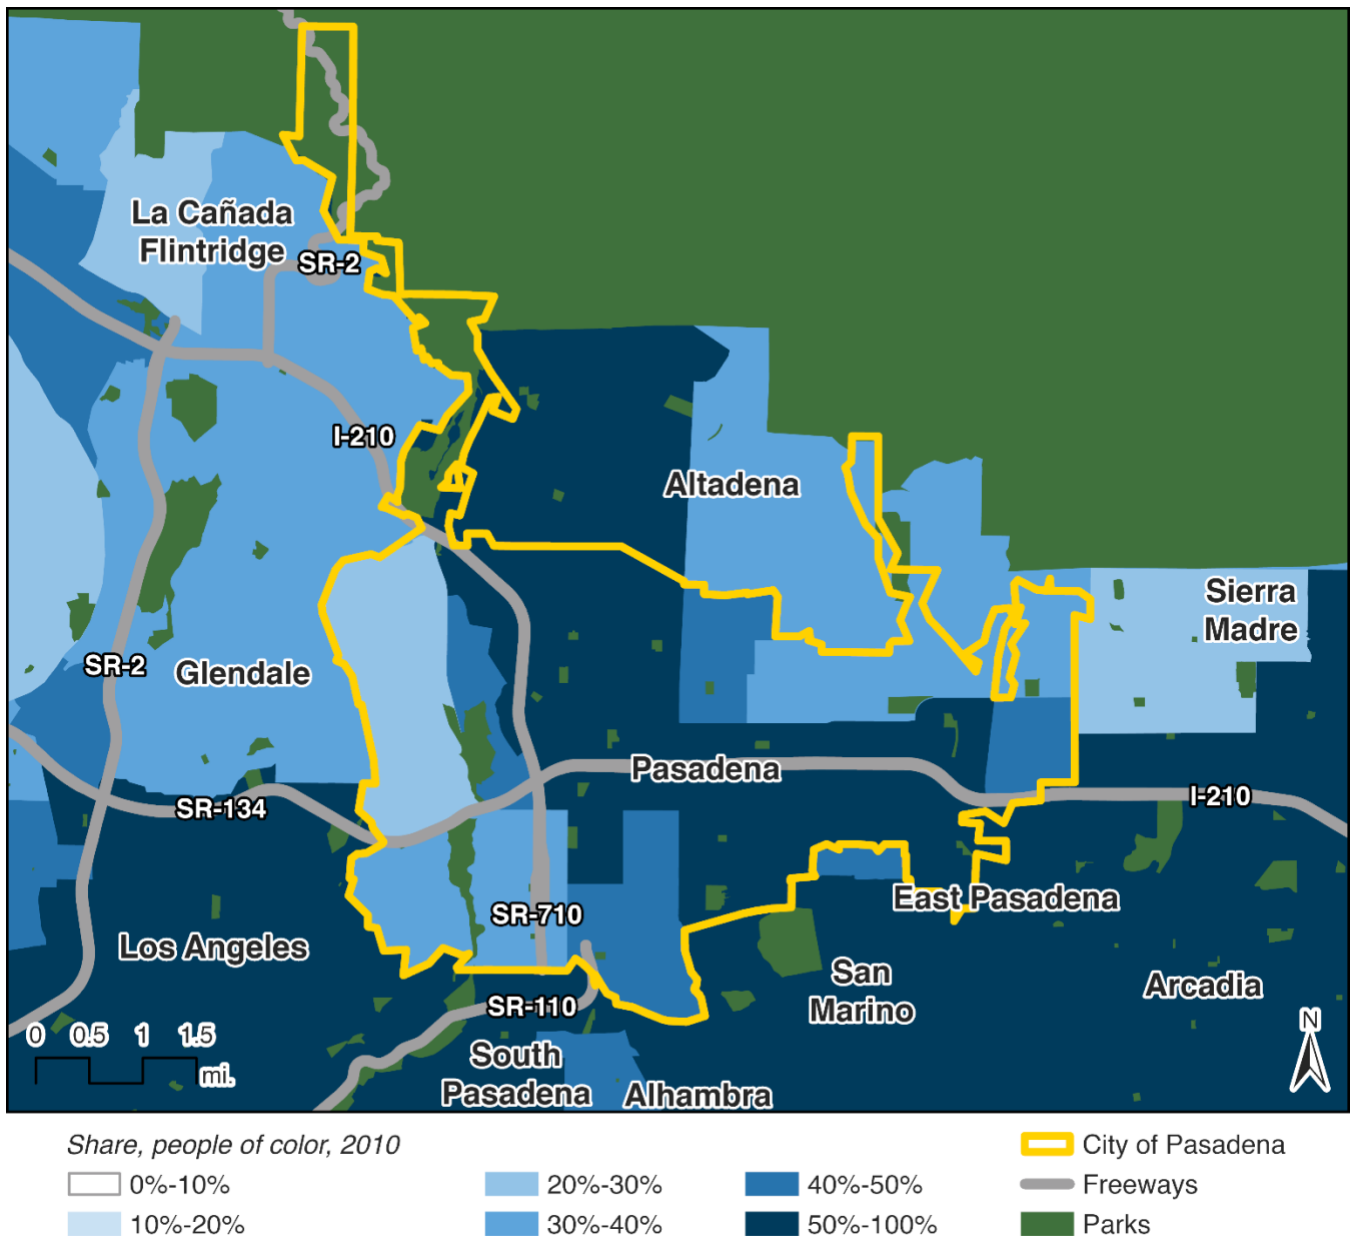 La Cañada
Flintridge
SR-2
I-210
Altadena
Sierra
Madre
SR-2
Glendale
Pasadena
I-210
SR-134
East Pasadena
SR-710
Los Angeles
San
Marino
Arcadia
SR-110
N
0 0.5 1 1.5
mi.
South
Pasadena
Alhambra
Share, people of color, 2010
0%-10%
10%-20%
20%-30%
30%-40%
40%-50%
50%-100%
City of Pasadena
Freeways
Parks